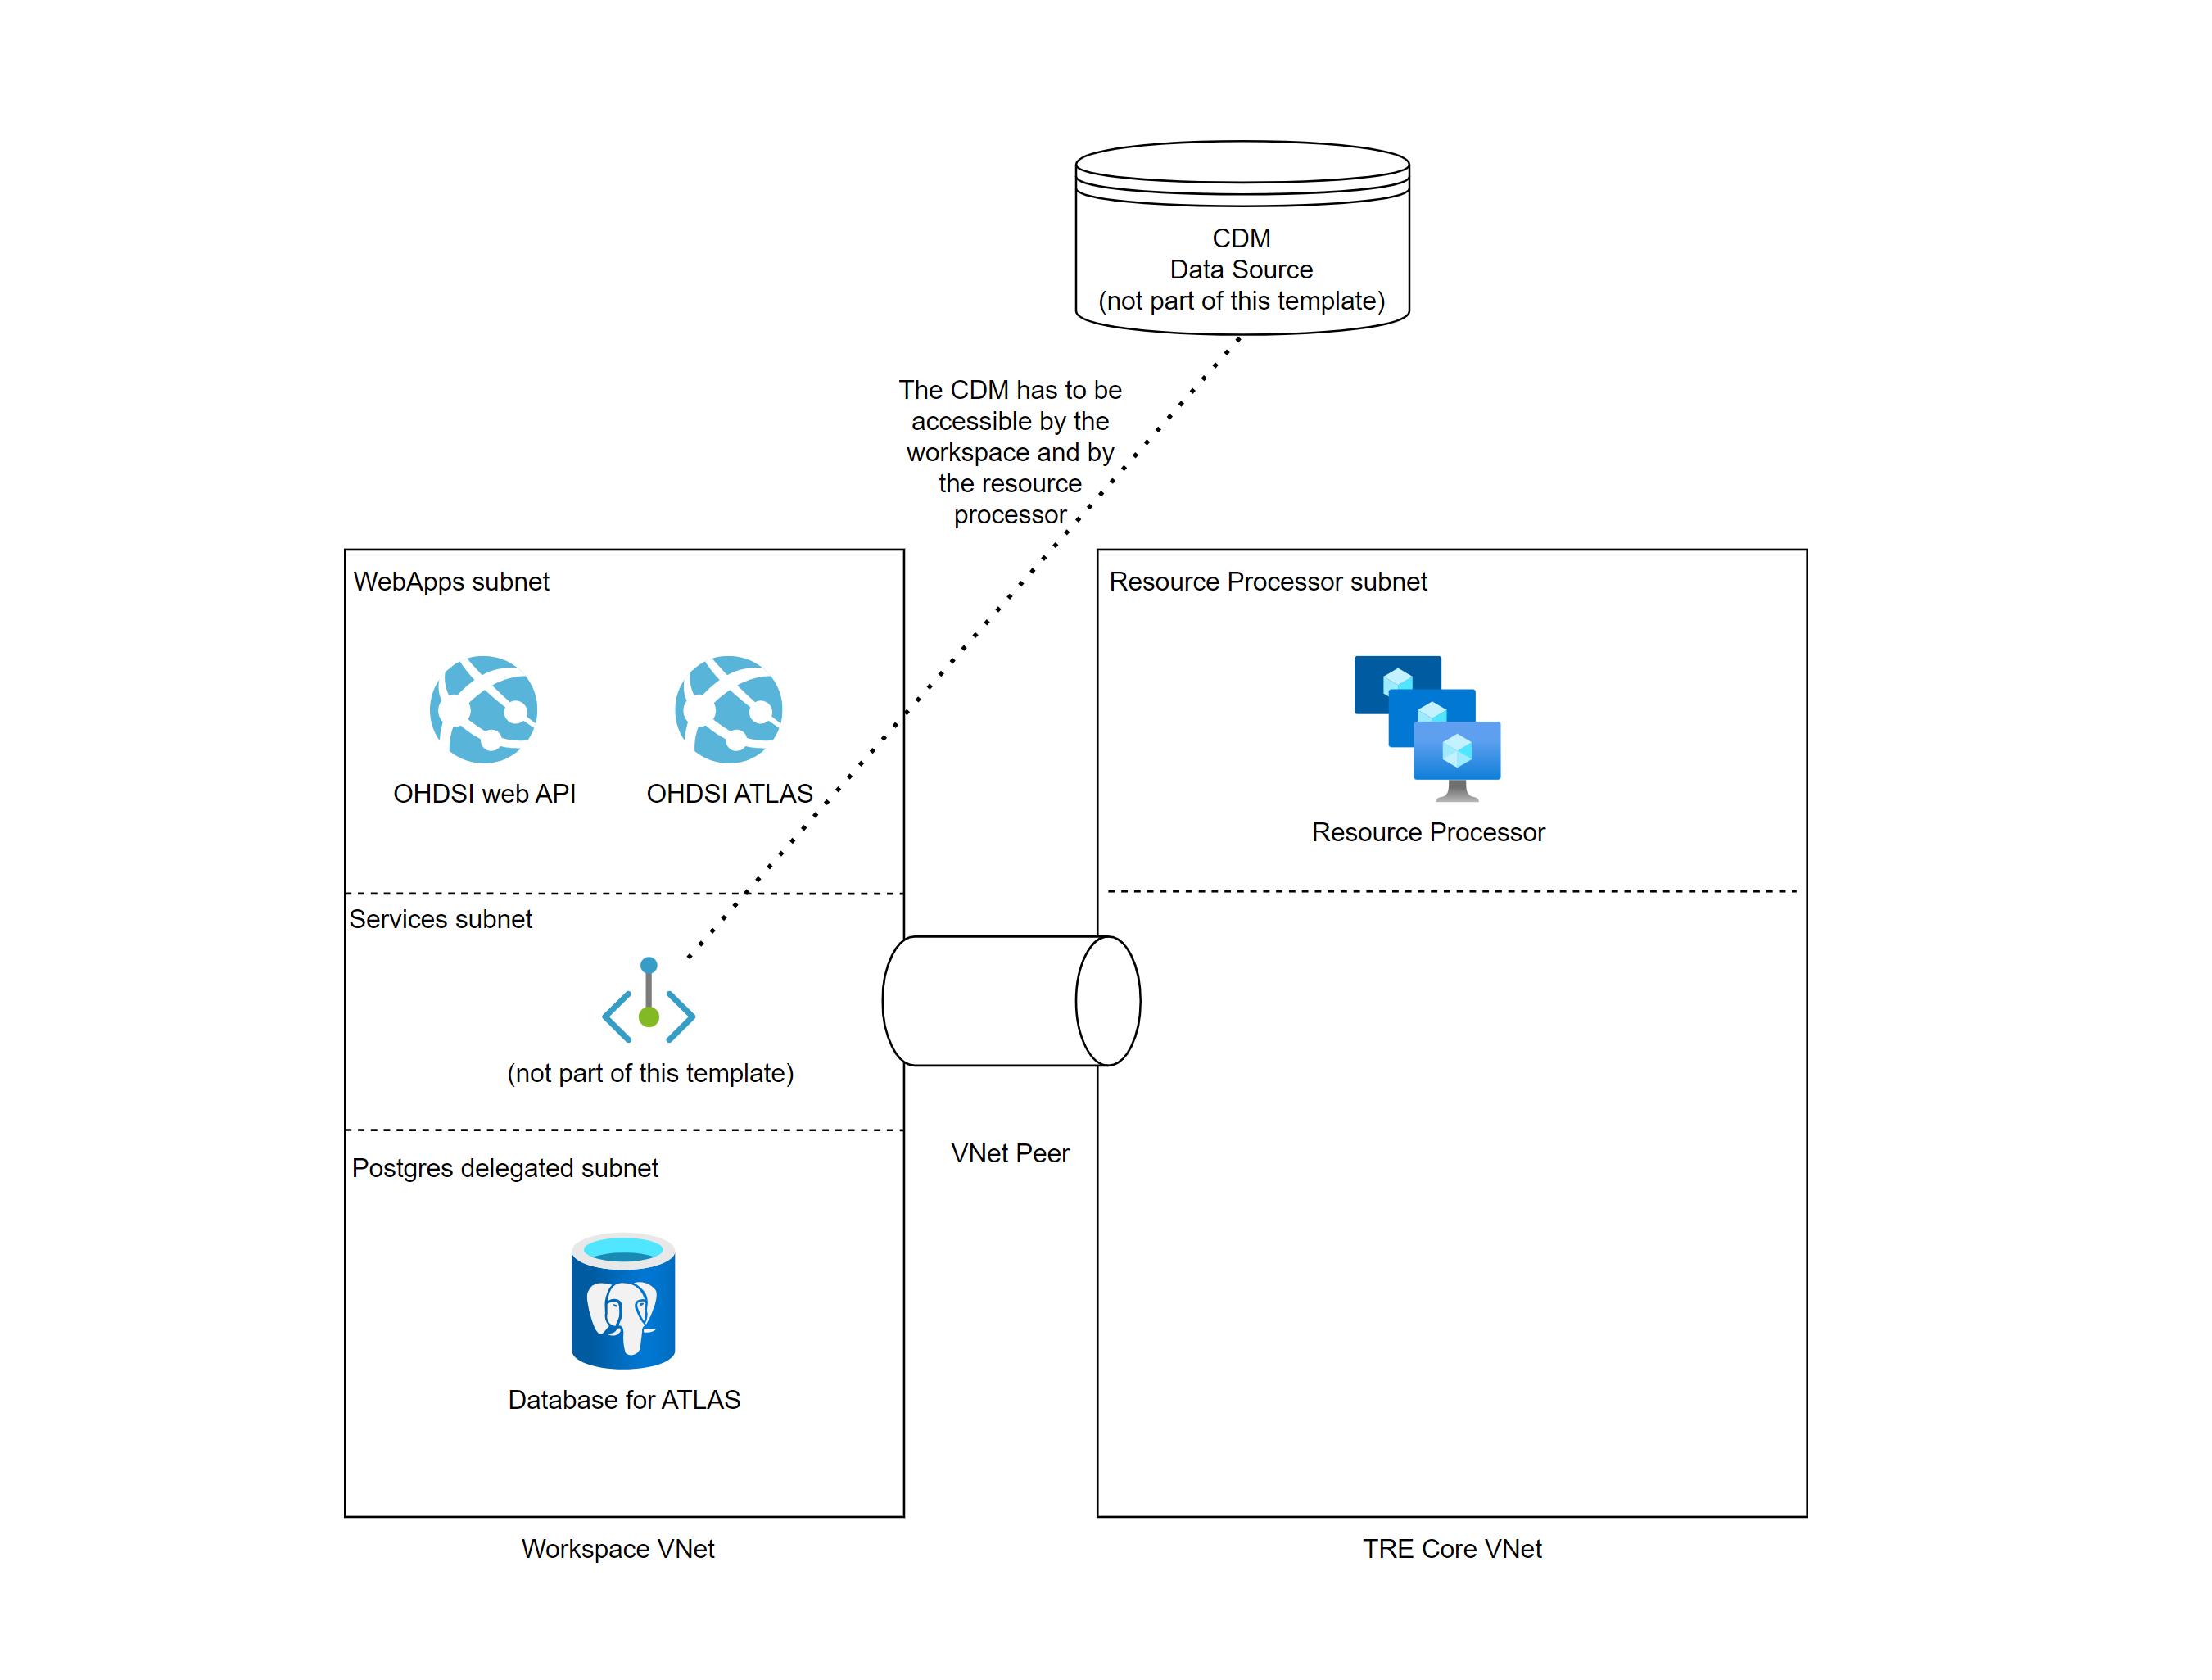 CDM
Data Source
(not part of this template)
The CDM has to be
accessible by the
workspace and by
the resource
processor
WebApps subnet
OHDSI web API
OHDSI ATLAS
Services subnet
(not part of this template)
Postgres delegated subnet
Database for ATLAS
Workspace VNet
VNet Peer
Resource Processor subnet
Resource Processor
TRE Core VNet